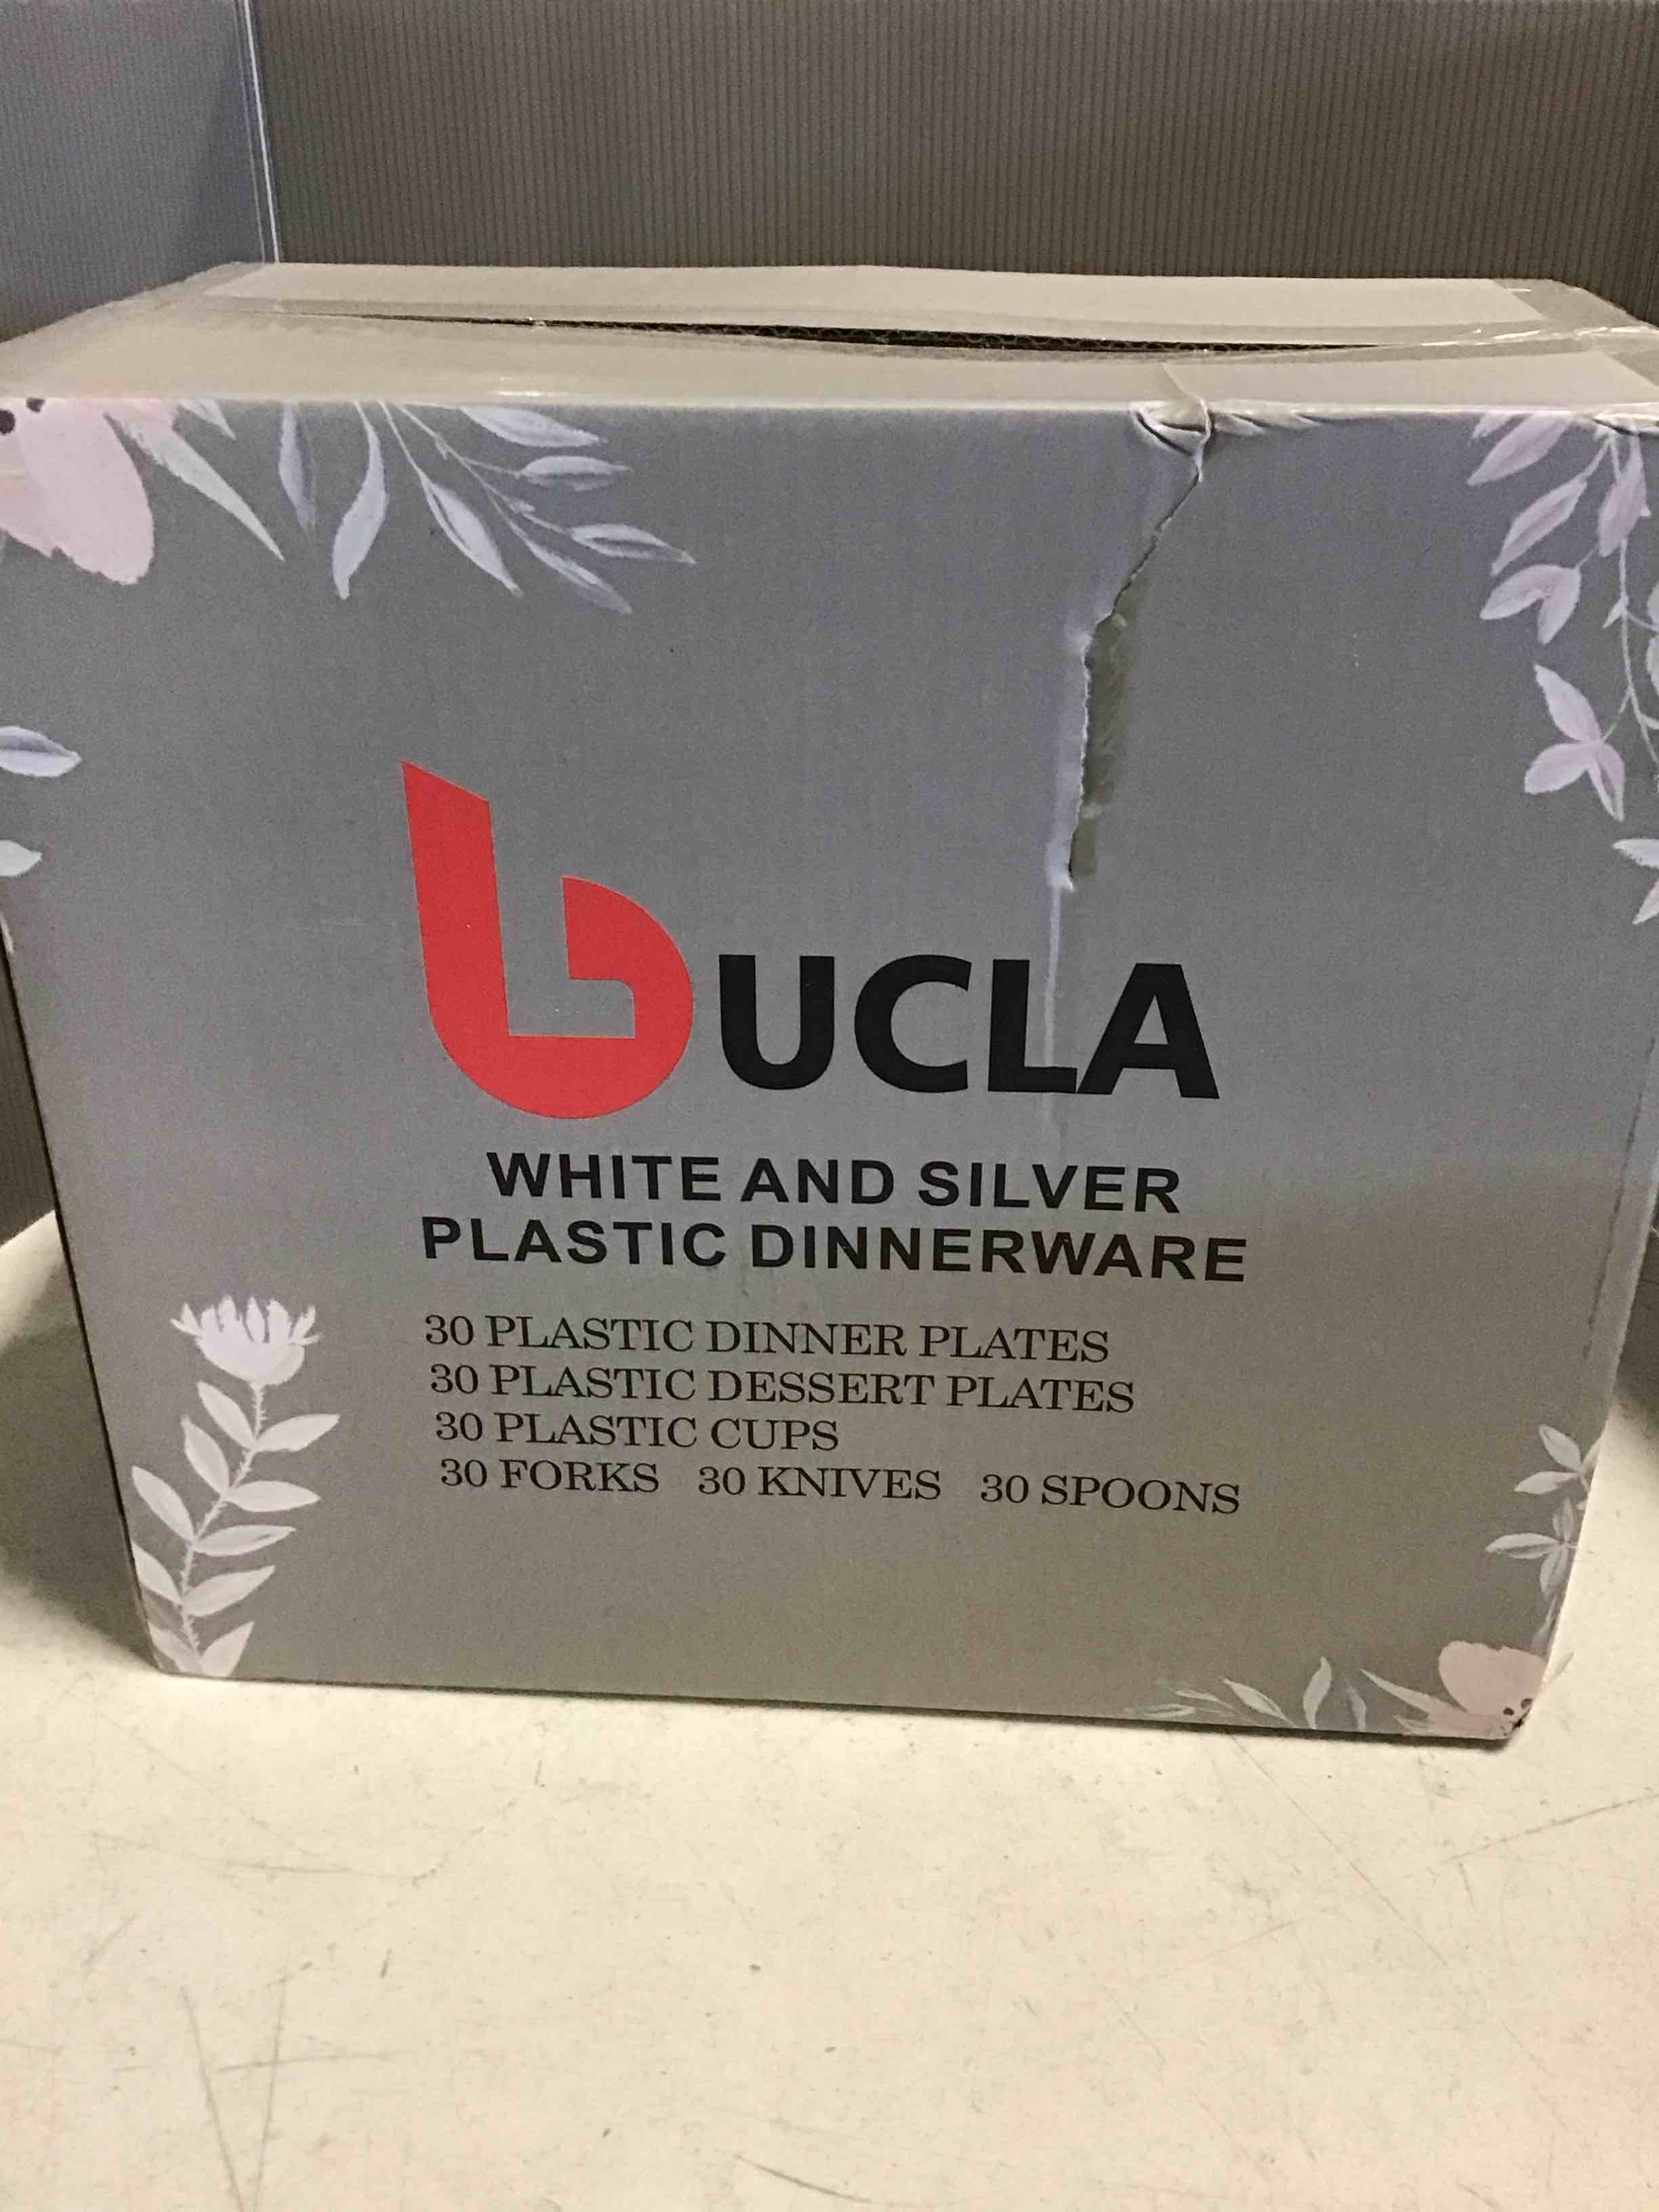 bUCLA
WHITE AND SILVER
PLASTIC DINNERWARE
30 PLASTIC DINNER PLATES
30 PLASTIC DESSERT PLATES
30 PLASTIC CUPS
30 FORKS 30 KNIVES 30 SPOONS